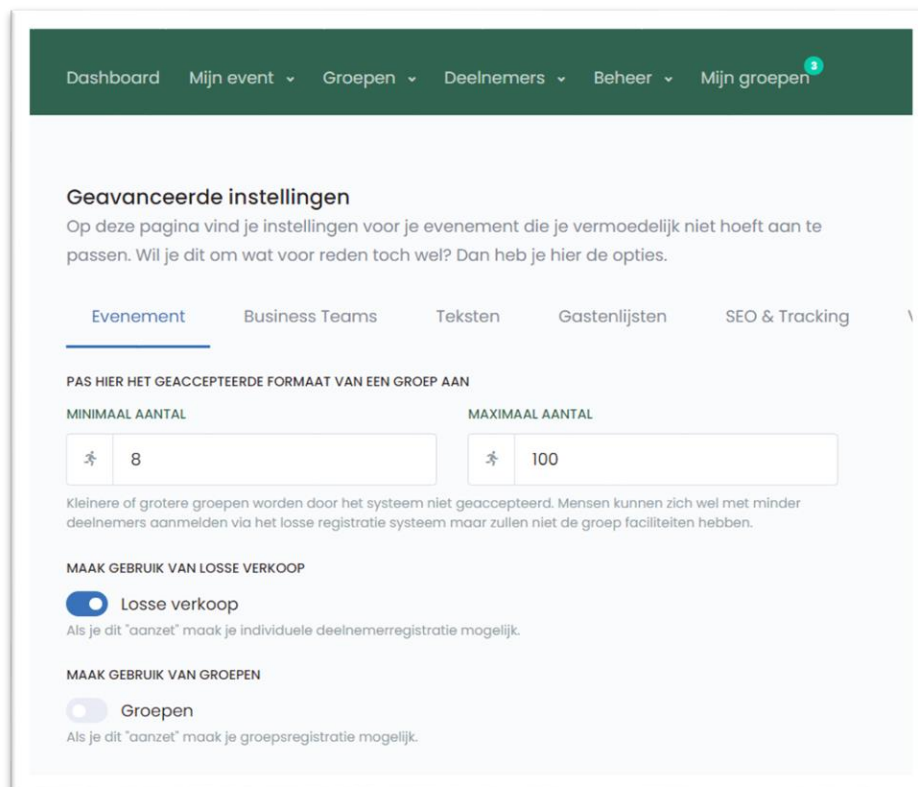 Dashboard Mijn event Groepen Deelnemers Beheer Mijn groepen 3
Geavanceerde instellingen
Op deze pagina vind je instellingen voor je evenement die je vermoedelijk niet hoeft aan te
passen. Wil je dit om wat voor reden toch wel? Dan heb je hier de opties.
Evenement Business Teams Teksten Gastenlijsten SEO & Tracking
PAS HIER HET GEACCEPTEERDE FORMAAT VAN EEN GROEP AAN
MINIMAAL AANTAL MAXIMAAL AANTAL
8 100
Kleinere of grotere groepen worden door het systeem niet geaccepteerd. Mensen kunnen zich wel met minder
deelnemers aanmelden via het losse registratie systeem maar zullen niet de groep faciliteiten hebben.
MAAK GEBRUIK VAN LOSSE VERKOOP
Losse verkoop
Als je dit "aanzet" maak je individuele deelnemerregistratie mogelijk.
MAAK GEBRUIK VAN GROEPEN
Groepen
Als je dit "aanzet" maak je groepsregistratie mogelijk.